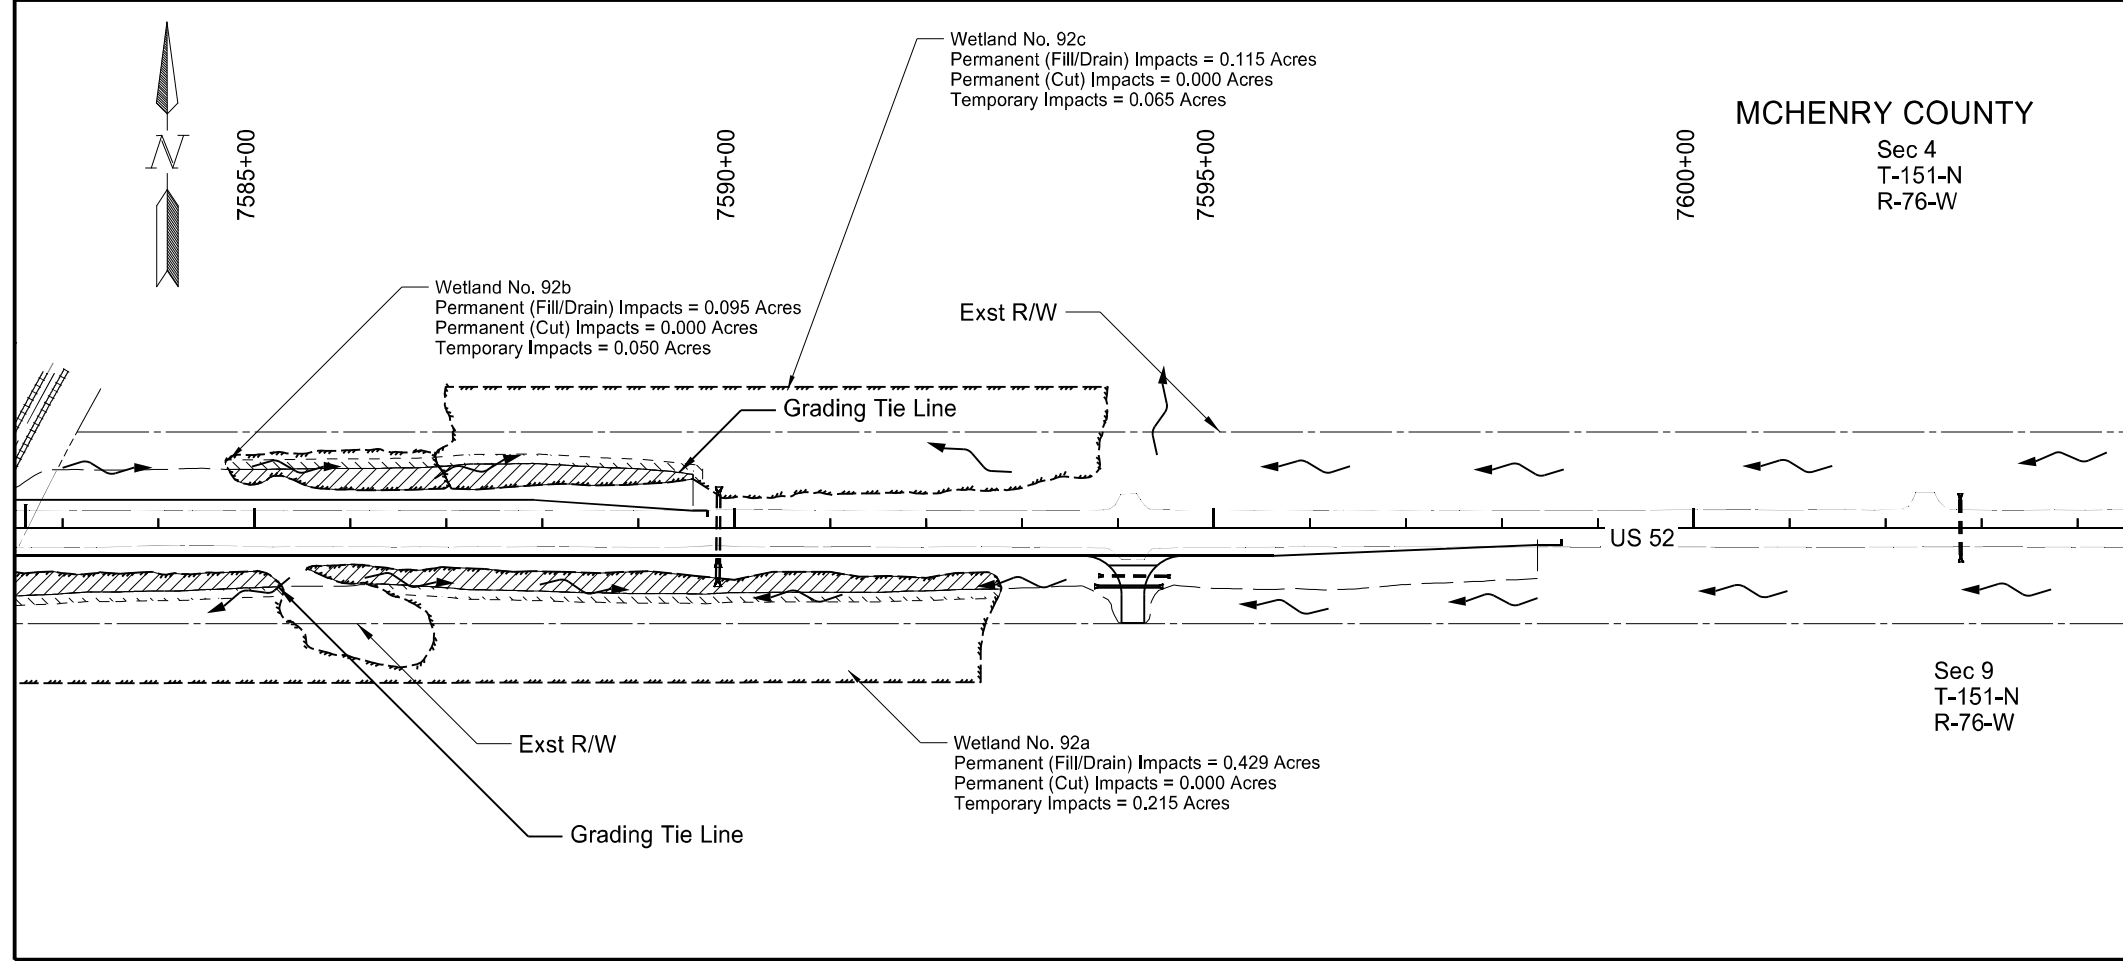 Wetland No. 92c
Permanent (Fill/Drain) Impacts = 0.115 Acres
Permanent (Cut) Impacts = 0.000 Acres
Temporary Impacts = 0.065 Acres
MCHENRY COUNTY
Sec 4
T-151-N
R-76-W
N
7585+00
7590+00
7595+00
7600+00
Wetland No. 92b
Permanent (Fill/Drain) Impacts = 0.095 Acres
Permanent (Cut) Impacts = 0.000 Acres
Temporary Impacts = 0.050 Acres
Exst R/W
Grading Tie Line
US 52
Sec 9
T-151-N
R-76-W
Exst R/W
Wetland No. 92a
Permanent (Fill/Drain) Impacts = 0.429 Acres
Permanent (Cut) Impacts = 0.000 Acres
Temporary Impacts = 0.215 Acres
Grading Tie Line